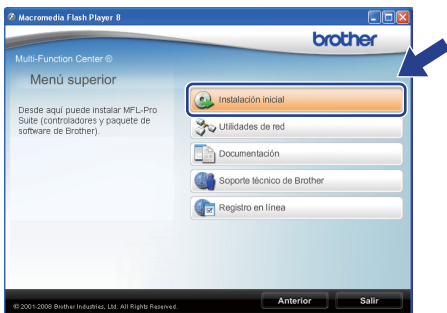 Macromedia Flash Player 8
brother
Multi-Function Center ®
Menú superior
Desde aquí puede instalar MFL-Pro
Suite (controladores y paquete de
software de Brother).
Instalación inicial
Utilidades de red
Documentación
Soporte técnico de Brother
Registro en línea
© 2001-2008 Brother Industries, Ltd. All Rights Reserved.
Anterior
Salir